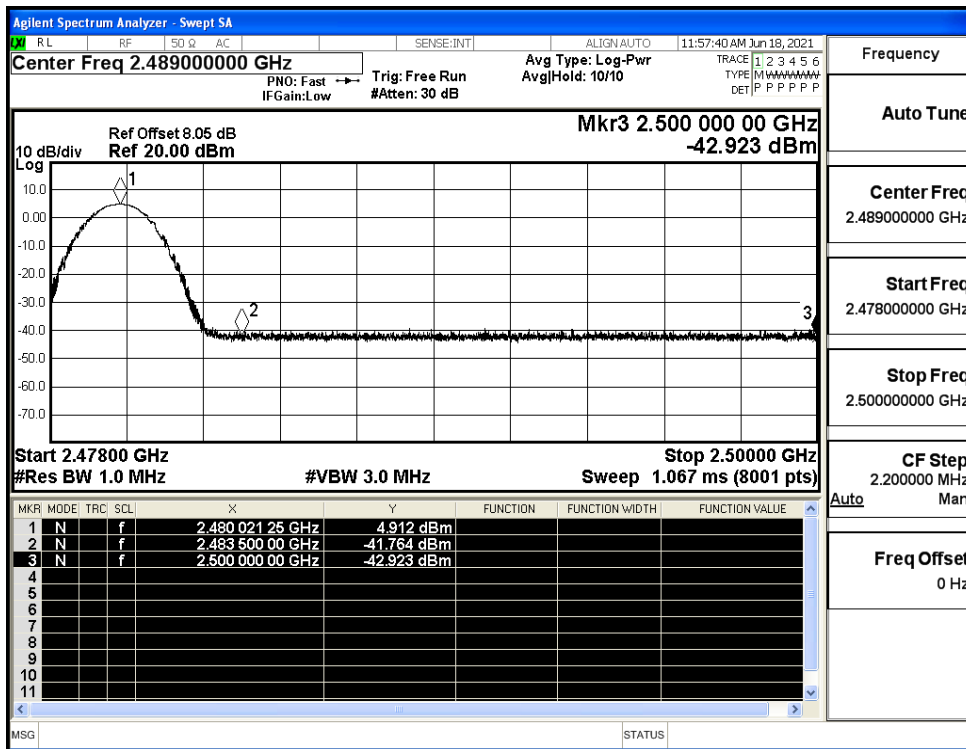 Agilent Spectrum Analyzer - Swept SA
LXI RL RF 50 Ω AC SENSE:INT ALIGN AUTO 11:57:40 AM Jun 18, 2021
Center Freq 2.489000000 GHz
PNO: Fast
IFGain:Low
Trig: Free Run
#Atten: 30 dB
Avg Type: Log-Pwr
Avg|Hold: 10/10
TRACE 1 2 3 4 5 6
TYPE M WWWWW
DET P P P P P P
Frequency
Auto Tune
Center Freq
2.489000000 GHz
Start Freq
2.478000000 GHz
Stop Freq
2.500000000 GHz
CF Step
2.200000 MHz
Auto Man
Freq Offset
0 Hz
Mkr3 2.500 000 00 GHz
-42.923 dBm
Ref Offset 8.05 dB
10 dB/div Ref 20.00 dBm
Log
10.0
0.00
-10.0
-20.0
-30.0
-40.0
-50.0
-60.0
-70.0
1
2
3
Start 2.47800 GHz Stop 2.50000 GHz
#Res BW 1.0 MHz #VBW 3.0 MHz Sweep 1.067 ms (8001 pts)
MKR MODE TRC SCL X Y FUNCTION FUNCTION WIDTH FUNCTION VALUE
1 N f 2.480 021 25 GHz 4.912 dBm
2 N f 2.483 500 00 GHz -41.764 dBm
3 N f 2.500 000 00 GHz -42.923 dBm
4
5
6
7
8
9
10
11
MSG STATUS